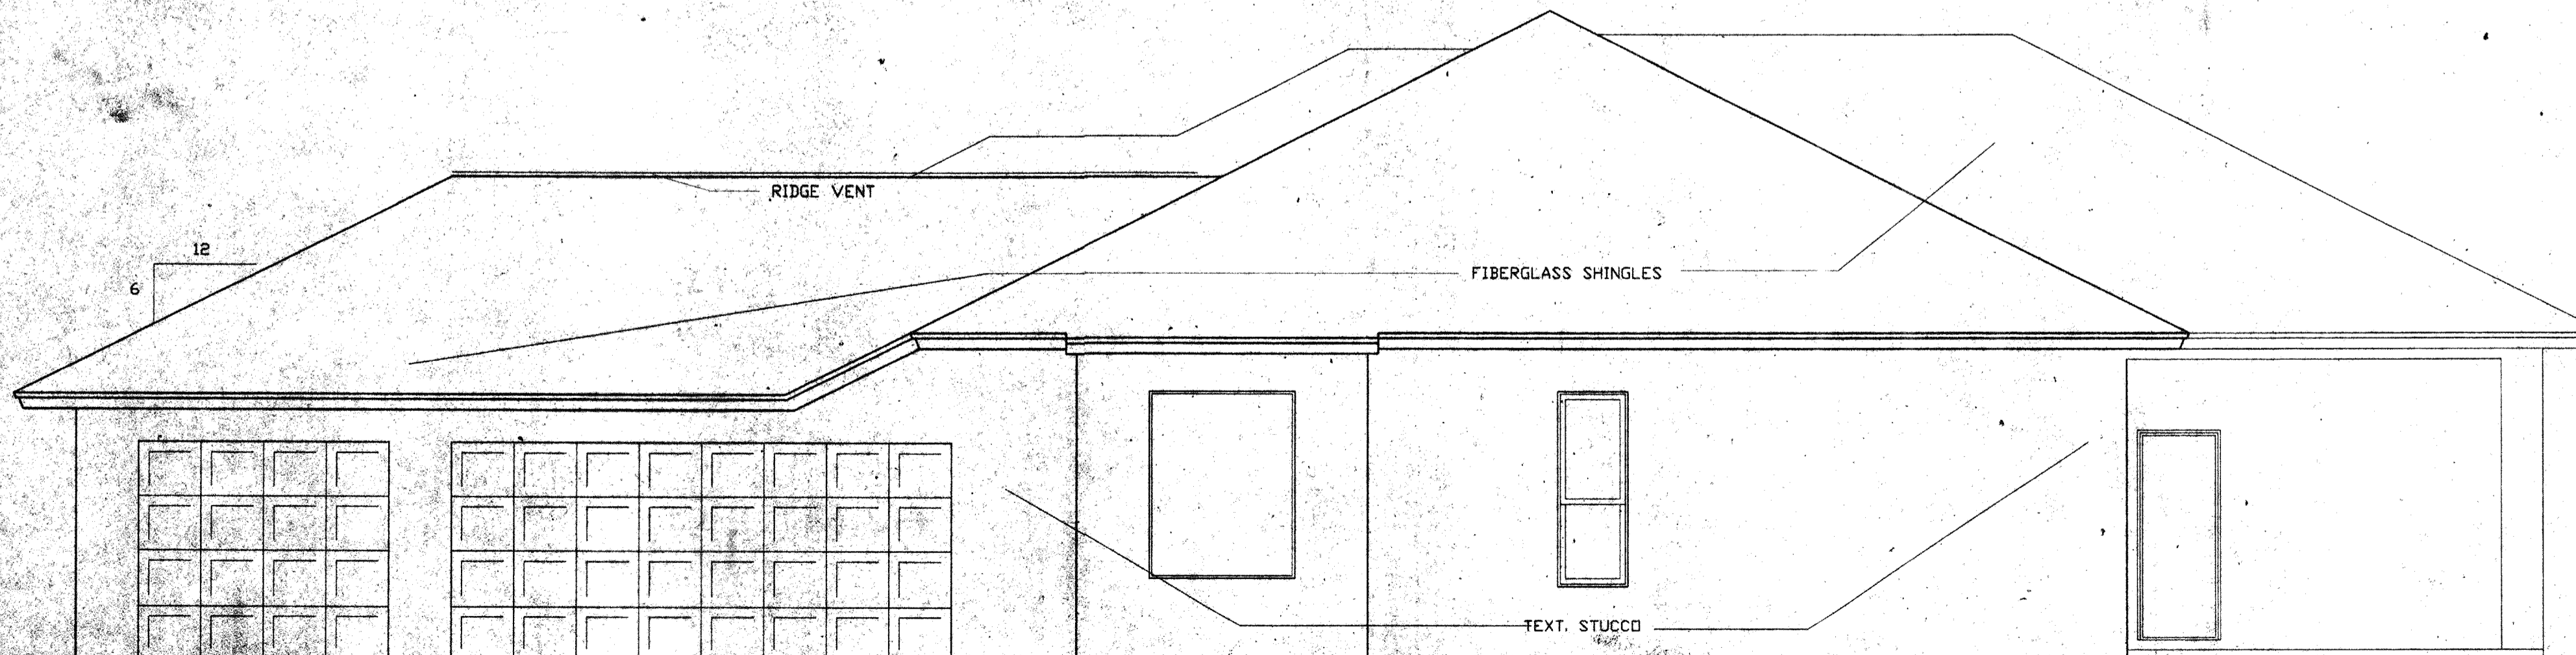 RIDGE VENT
12
6
FIBERGLASS SHINGLES
TEXT. STUCCO